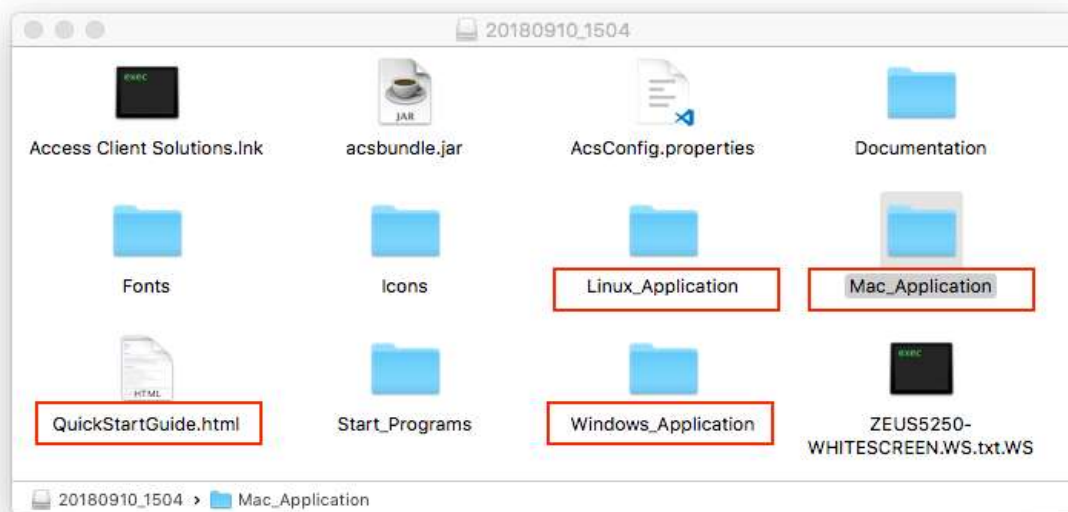 20180910_1504
exec
JAR
Access Client Solutions.lnk
acsbundle.jar
AcsConfig.properties
Documentation
Fonts
Icons
Linux_Application
Mac_Application
HTML
exec
QuickStartGuide.html
Start_Programs
Windows_Application
ZEUS5250-
WHITESCREEN.WS.txt.WS
20180910_1504 › Mac_Application